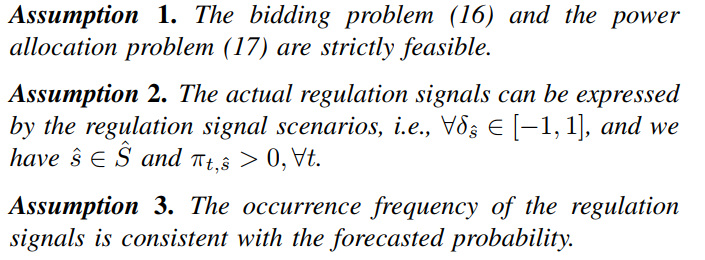 Assumption 1. The bidding problem (16) and the power
allocation problem (17) are strictly feasible.
Assumption 2. The actual regulation signals can be expressed
by the regulation signal scenarios, i.e., ∀δ_ŝ ∈ [−1, 1], and we
have ŝ ∈ Ŝ and π_{t,ŝ} > 0, ∀t.
Assumption 3. The occurrence frequency of the regulation
signals is consistent with the forecasted probability.